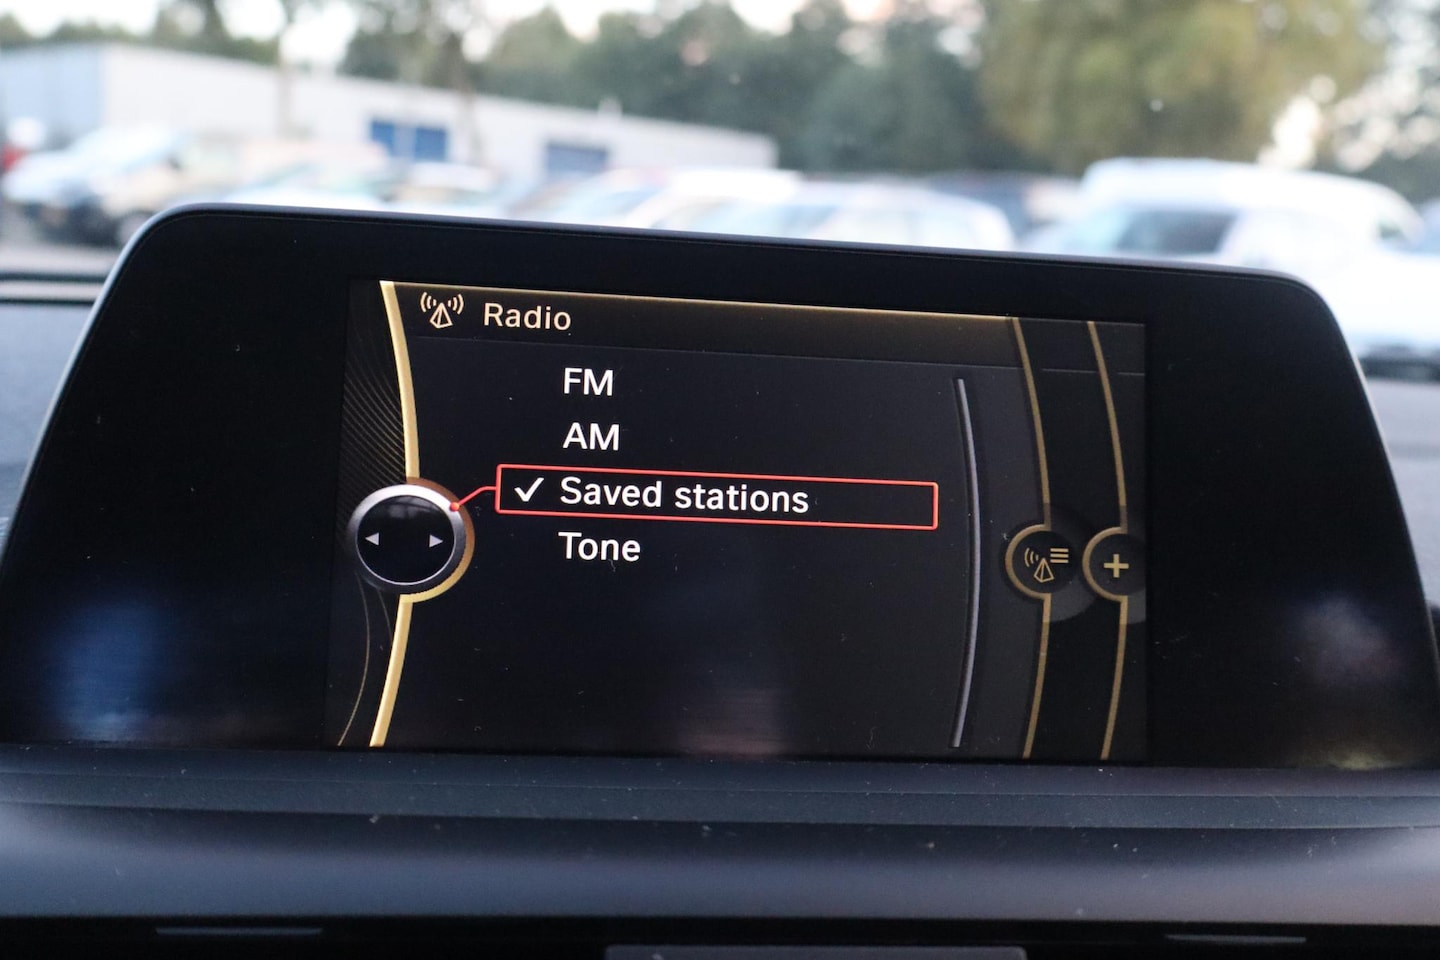 Radio
FM
AM
✓ Saved stations
Tone